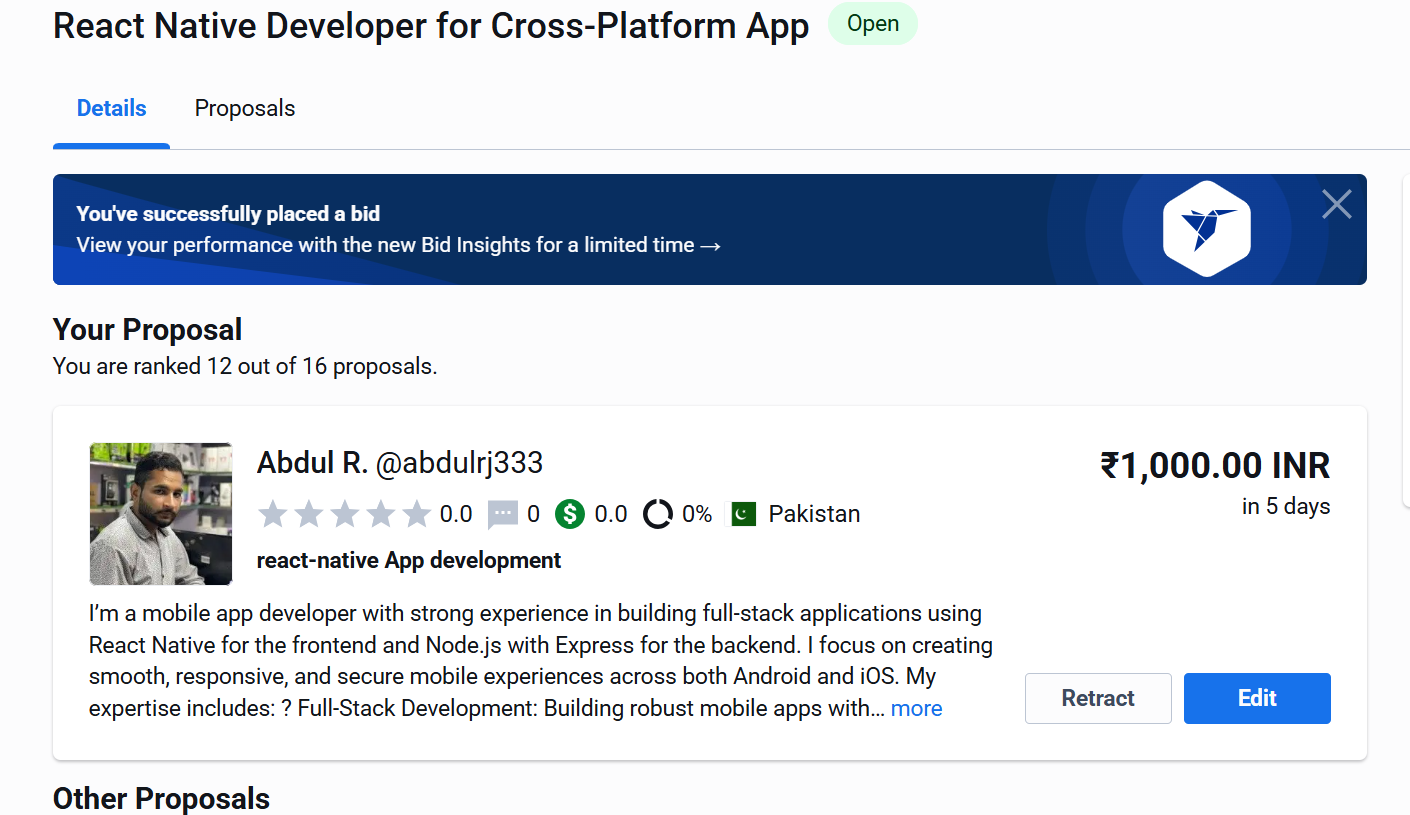 React Native Developer for Cross-Platform App Open
Details Proposals
You've successfully placed a bid
View your performance with the new Bid Insights for a limited time →
Your Proposal
You are ranked 12 out of 16 proposals.
Abdul R. @abdulrj333
₹1,000.00 INR
0.0 0 0.0 0% Pakistan
in 5 days
react-native App development
I’m a mobile app developer with strong experience in building full-stack applications using
React Native for the frontend and Node.js with Express for the backend. I focus on creating
smooth, responsive, and secure mobile experiences across both Android and iOS. My
expertise includes: ? Full-Stack Development: Building robust mobile apps with... more
Retract Edit
Other Proposals